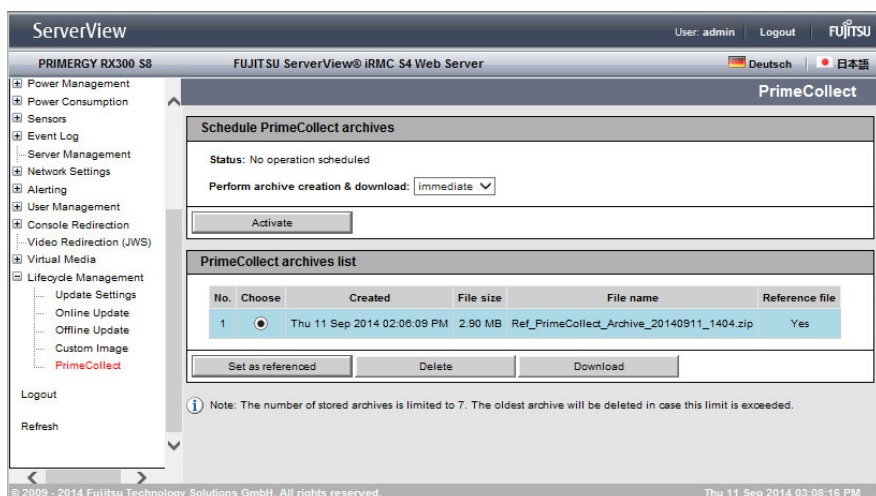 ServerView
User: admin Logout FUJITSU
PRIMERGY RX300 S8 FUJITSU ServerView® iRMC S4 Web Server Deutsch 日本語
Power Management
Power Consumption
Sensors
Event Log
Server Management
Network Settings
Alerting
User Management
Console Redirection
Video Redirection (JWS)
Virtual Media
Lifecycle Management
Update Settings
Online Update
Offline Update
Custom Image
PrimeCollect
Logout
Refresh
PrimeCollect
Schedule PrimeCollect archives
Status: No operation scheduled
Perform archive creation & download: immediate
Activate
PrimeCollect archives list
No. Choose Created File size File name Reference file
1 Thu 11 Sep 2014 02:06:09 PM 2.90 MB Ref_PrimeCollect_Archive_20140911_1404.zip Yes
Set as referenced Delete Download
Note: The number of stored archives is limited to 7. The oldest archive will be deleted in case this limit is exceeded.
© 2009 - 2014 Fujitsu Technology Solutions GmbH. All rights reserved. Thu 11 Sep 2014 03:08:16 PM